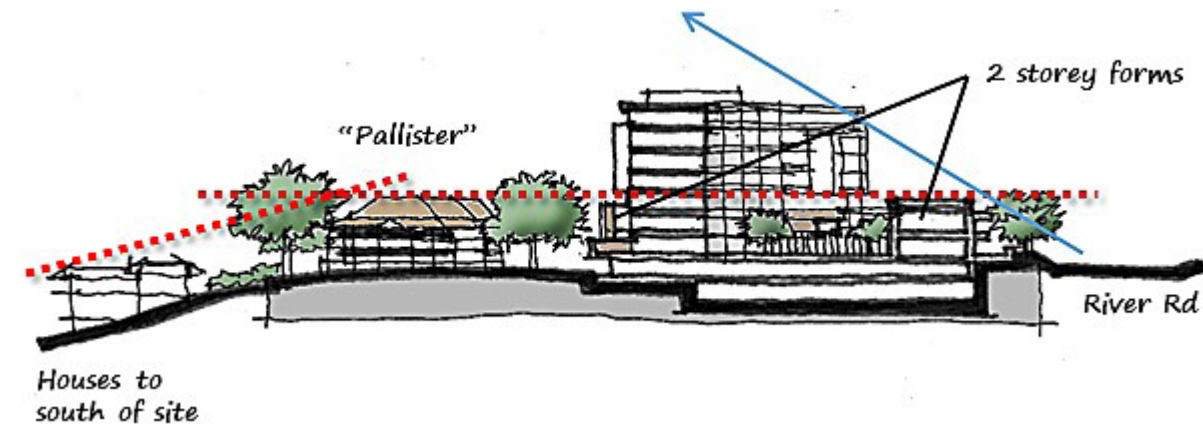 2 storey forms
“Pallister”
River Rd
Houses to
south of site